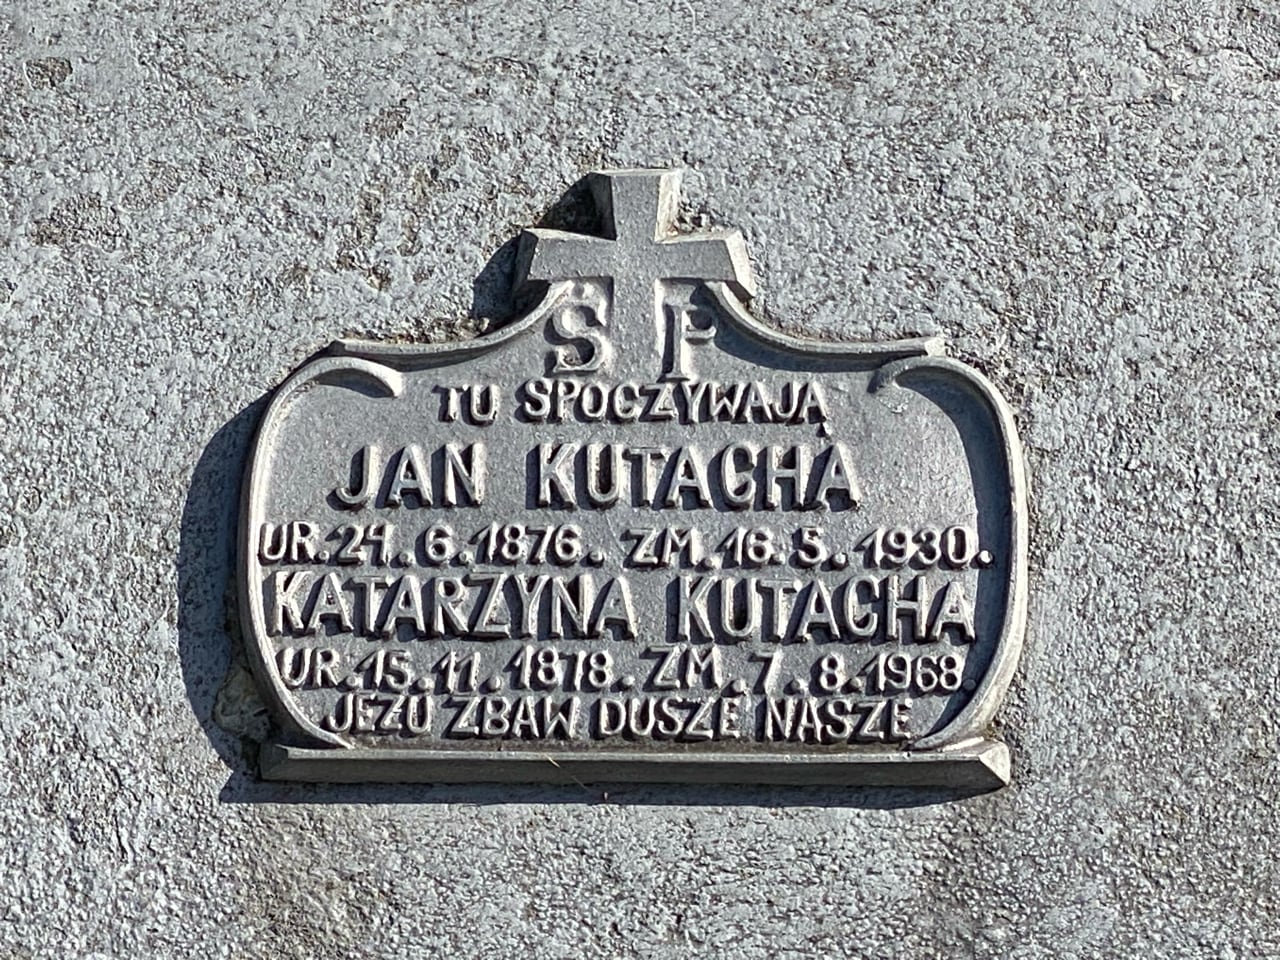 Ś P
TU SPOCZYWAJĄ
JAN KUTACHA
UR. 24. 6. 1876. ZM. 16. 5. 1930.
KATARZYNA KUTACHA
UR. 15. 11. 1878. ZM. 7. 8. 1968.
JEZU ZBAW DUSZE NASZE